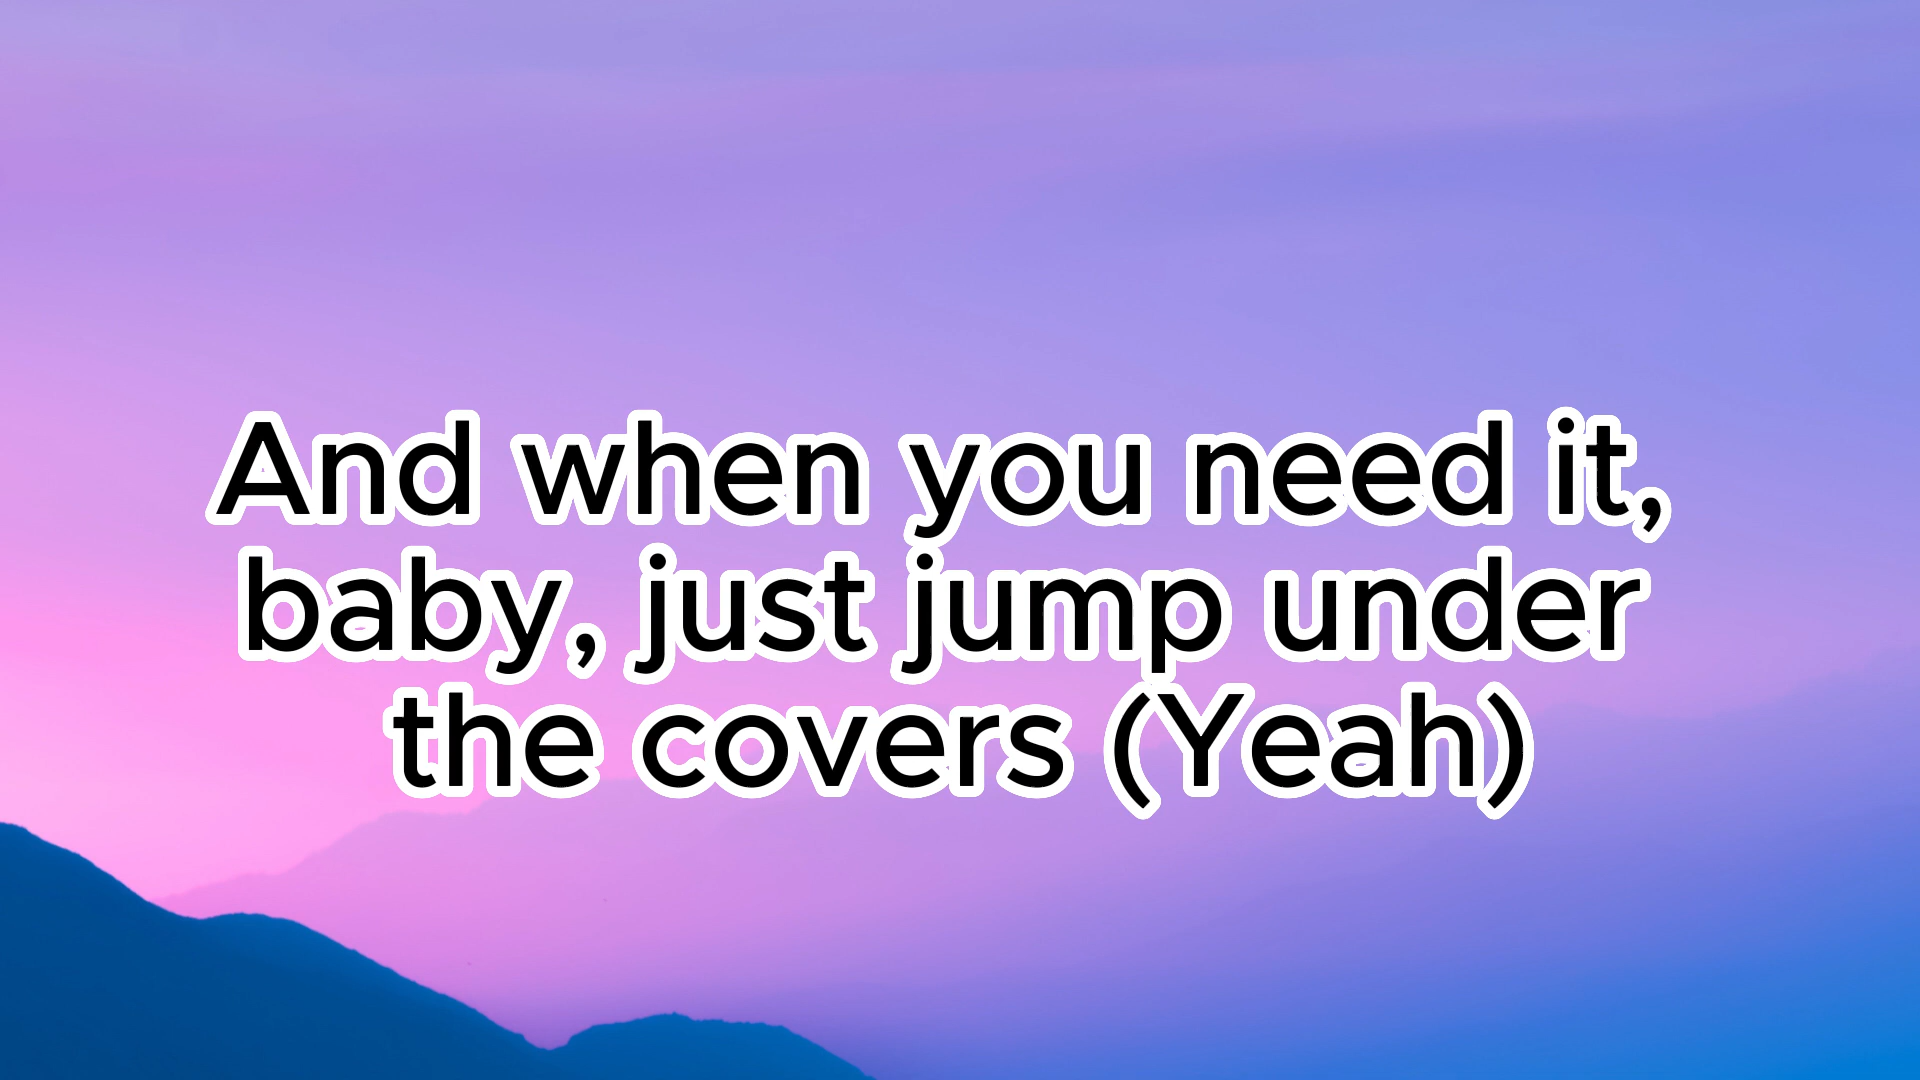 And when you need it,
baby, just jump under
the covers (Yeah)